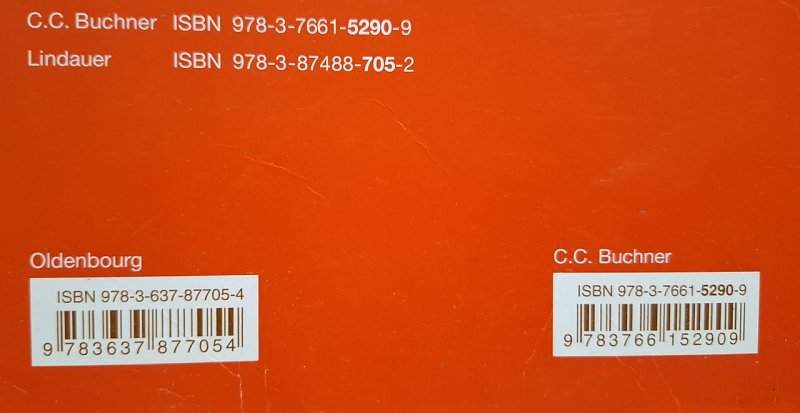 C.C. Buchner ISBN 978-3-7661-5290-9
Lindauer ISBN 978-3-87488-705-2
Oldenbourg
ISBN 978-3-637-87705-4
9 783637 877054
C.C. Buchner
ISBN 978-3-7661-5290-9
9 783766 152909